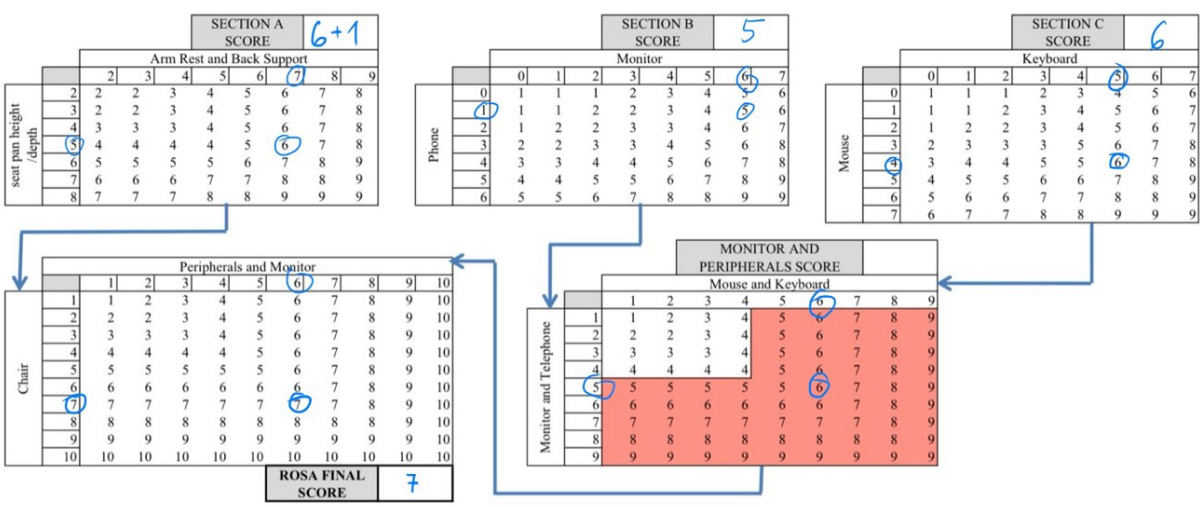 SECTION A
SCORE
6+1
Arm Rest and Back Support
2 3 4 5 6 7 8 9
seat pan height
/depth
2 2 2 3 4 5 6 7 8
3 2 2 3 4 5 6 7 8
4 3 3 3 4 5 6 7 8
5 4 4 4 4 5 6 7 8
6 5 5 5 5 6 7 8 9
7 6 6 6 7 7 8 8 9
8 7 7 7 8 8 9 9 9
SECTION B
SCORE
5
Monitor
0 1 2 3 4 5 6 7
Phone
0 1 1 1 2 3 4 5 6
1 1 1 2 2 3 4 5 6
2 1 2 2 3 3 4 6 7
3 2 2 3 3 4 5 6 8
4 3 3 4 4 5 6 7 8
5 4 4 5 5 6 7 8 9
6 5 5 6 7 8 8 9 9
SECTION C
SCORE
6
Keyboard
0 1 2 3 4 5 6 7
Mouse
0 1 1 1 2 3 4 5 6
1 1 1 2 3 4 5 6 7
2 1 2 2 3 4 5 6 7
3 2 3 3 3 5 6 7 8
4 3 4 4 5 5 6 7 8
5 4 5 5 6 6 7 8 9
6 5 6 6 7 7 8 8 9
7 6 7 7 8 8 9 9 9
Peripherals and Monitor
1 2 3 4 5 6 7 8 9 10
Chair
1 1 2 3 4 5 6 7 8 9 10
2 2 2 3 4 5 6 7 8 9 10
3 3 3 3 4 5 6 7 8 9 10
4 4 4 4 4 5 6 7 8 9 10
5 5 5 5 5 5 6 7 8 9 10
6 6 6 6 6 6 6 7 8 9 10
7 7 7 7 7 7 7 7 8 9 10
8 8 8 8 8 8 8 8 8 9 10
9 9 9 9 9 9 9 9 9 9 10
10 10 10 10 10 10 10 10 10 10 10
ROSA FINAL
SCORE
7
MONITOR AND
PERIPHERALS SCORE
Mouse and Keyboard
1 2 3 4 5 6 7 8 9
Monitor and Telephone
1 1 2 3 4 5 6 7 8 9
2 2 2 3 4 5 6 7 8 9
3 3 3 3 4 5 6 7 8 9
4 4 4 4 4 5 6 7 8 9
5 5 5 5 5 5 6 7 8 9
6 6 6 6 6 6 6 7 8 9
7 7 7 7 7 7 7 7 8 9
8 8 8 8 8 8 8 8 8 9
9 9 9 9 9 9 9 9 9 9